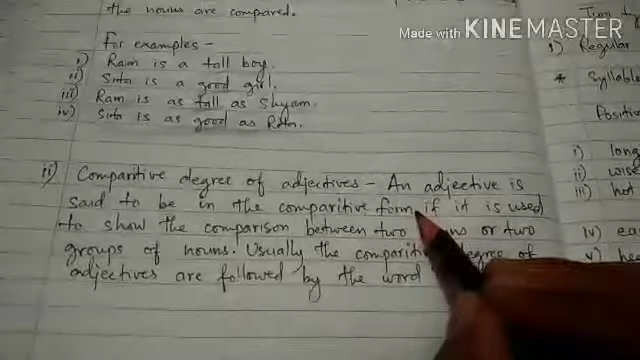 the nouns are compared.
for examples -
i) Ram is a tall boy.
ii) Sita is a good girl.
iii) Ram is as tall as Shyam.
iv) Sita is as good as
ii) Comparitive degree of adjectives - An adjective is
said to be in the comparitive form if it is used
to show the comparison between two or two
groups of nouns. Usually the degree of
adjectives are followed by the word
Made with KINEMASTER
1) Regular
* Syllable
Positive
i) long
ii) wise
iii) hot
iv)
v)